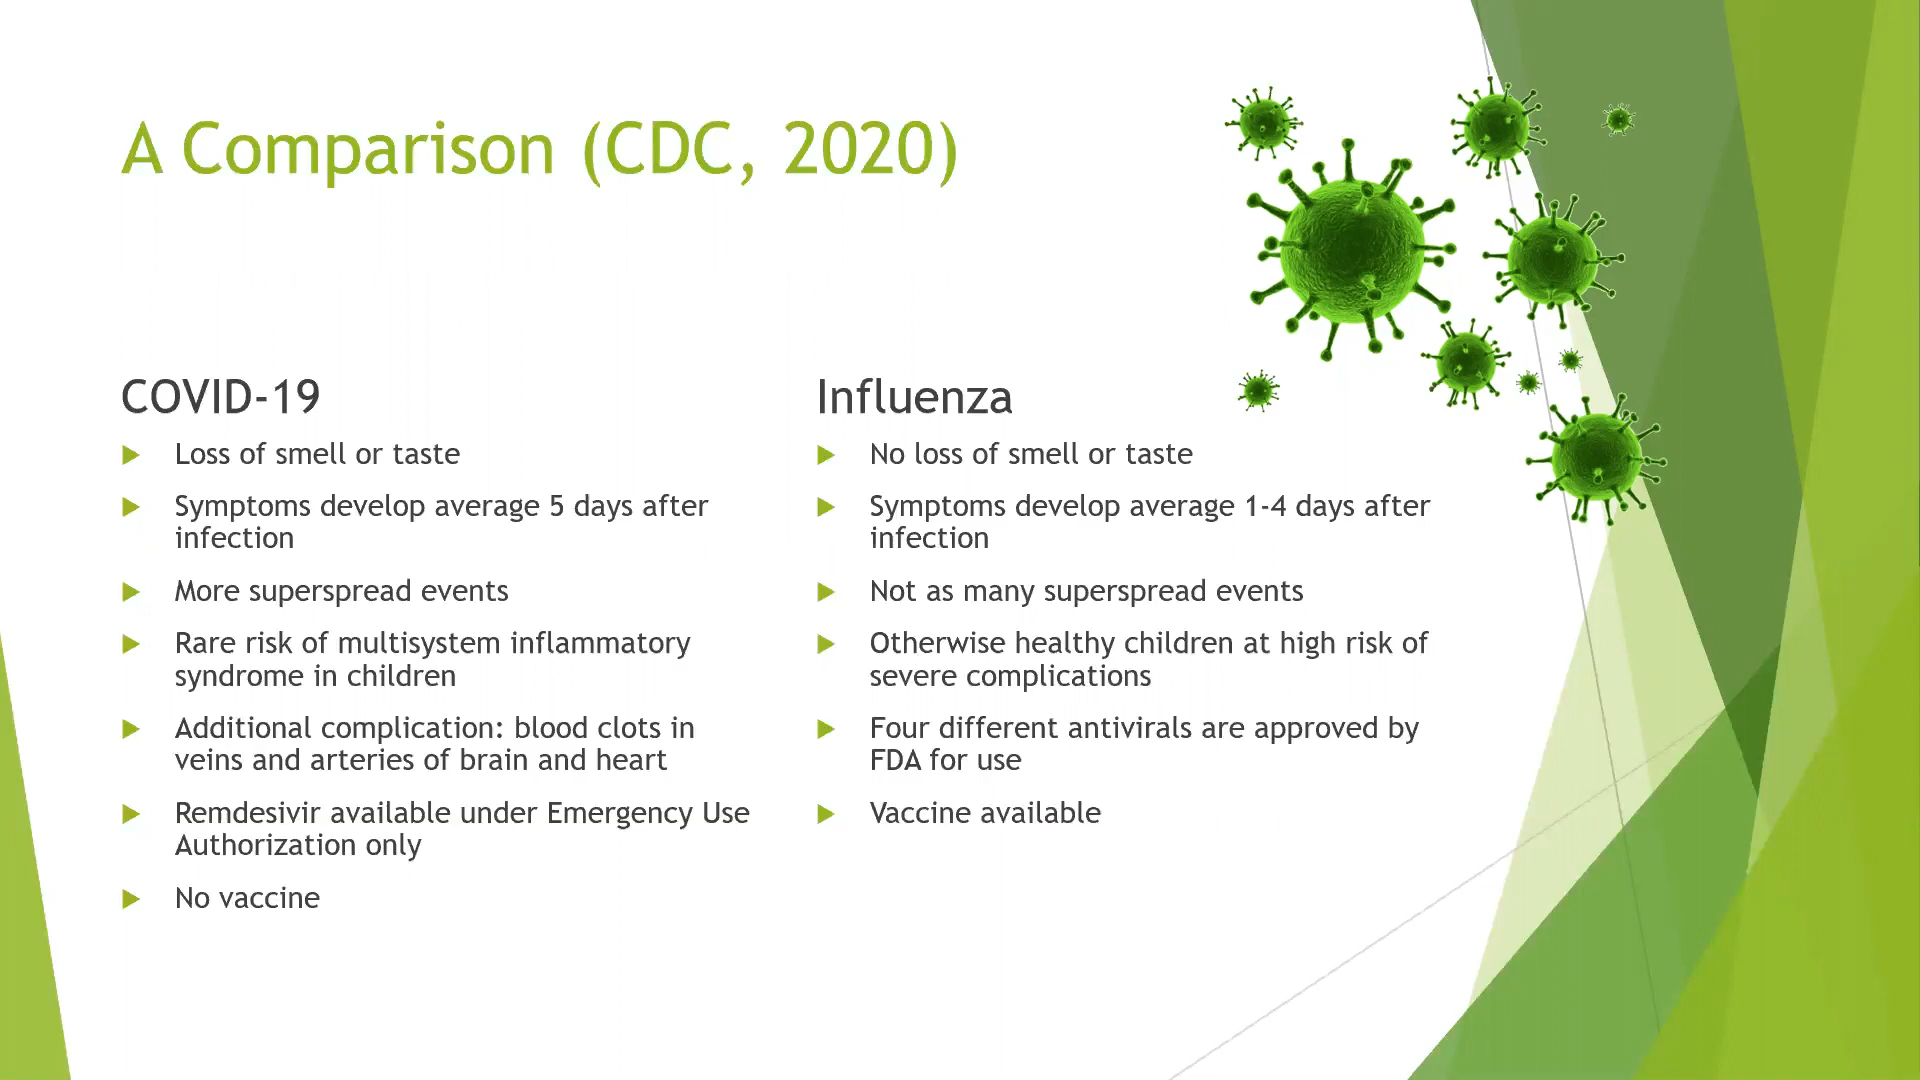 A Comparison (CDC, 2020)
COVID-19
Loss of smell or taste
Symptoms develop average 5 days after
infection
More superspread events
Rare risk of multisystem inflammatory
syndrome in children
Additional complication: blood clots in
veins and arteries of brain and heart
Remdesivir available under Emergency Use
Authorization only
No vaccine
Influenza
No loss of smell or taste
Symptoms develop average 1-4 days after
infection
Not as many superspread events
Otherwise healthy children at high risk of
severe complications
Four different antivirals are approved by
FDA for use
Vaccine available